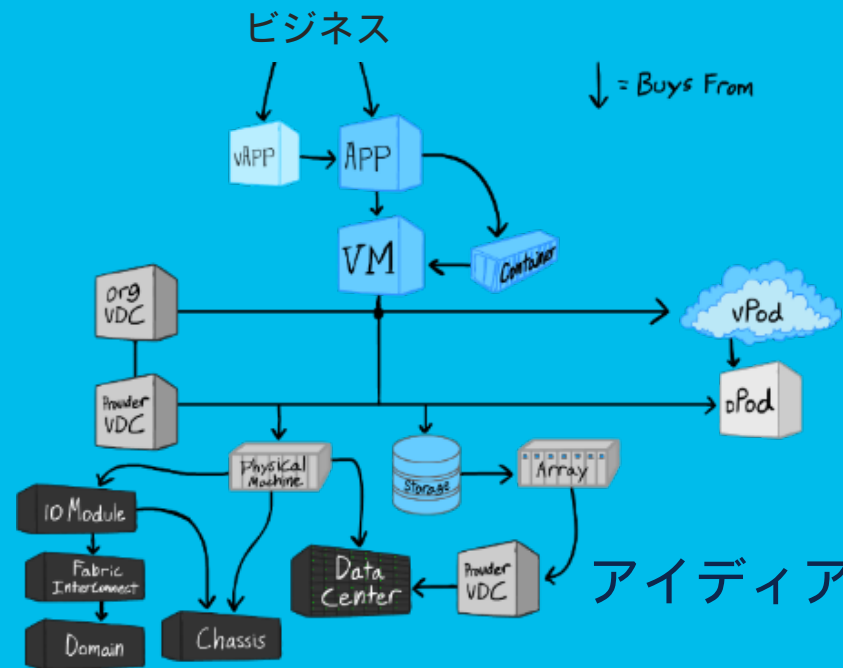 ビジネス
↓ = Buys From
vAPP
APP
VM
Container
org
VDC
vPod
Provider
VDC
DPod
Physical
Machine
Storage
Array
IO Module
Fabric
Interconnect
Data
Center
Provider
VDC
アイディア
Domain
Chassis